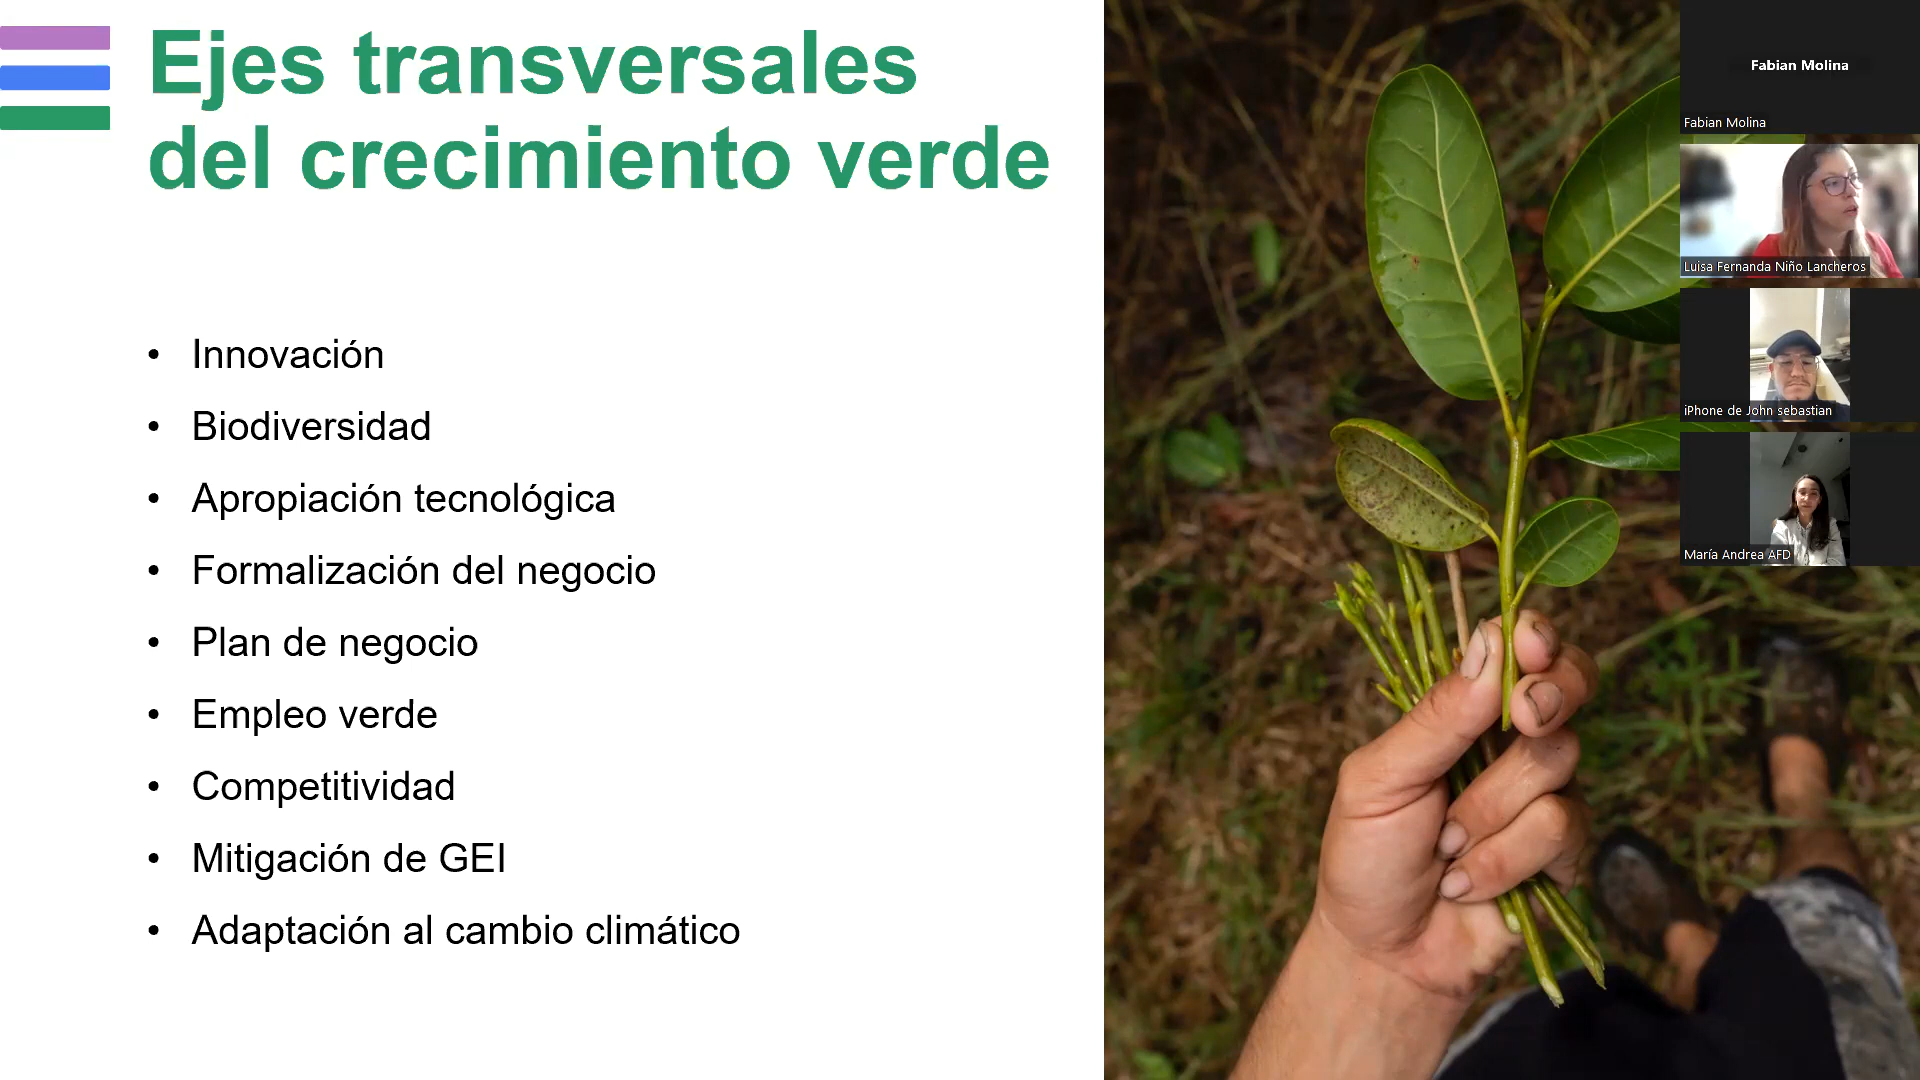 Ejes transversales
del crecimiento verde
• Innovación
• Biodiversidad
• Apropiación tecnológica
• Formalización del negocio
• Plan de negocio
• Empleo verde
• Competitividad
• Mitigación de GEI
• Adaptación al cambio climático
Fabian Molina
Fabian Molina
Luisa Fernanda Niño Lancheros
iPhone de John sebastian
María Andrea AFD